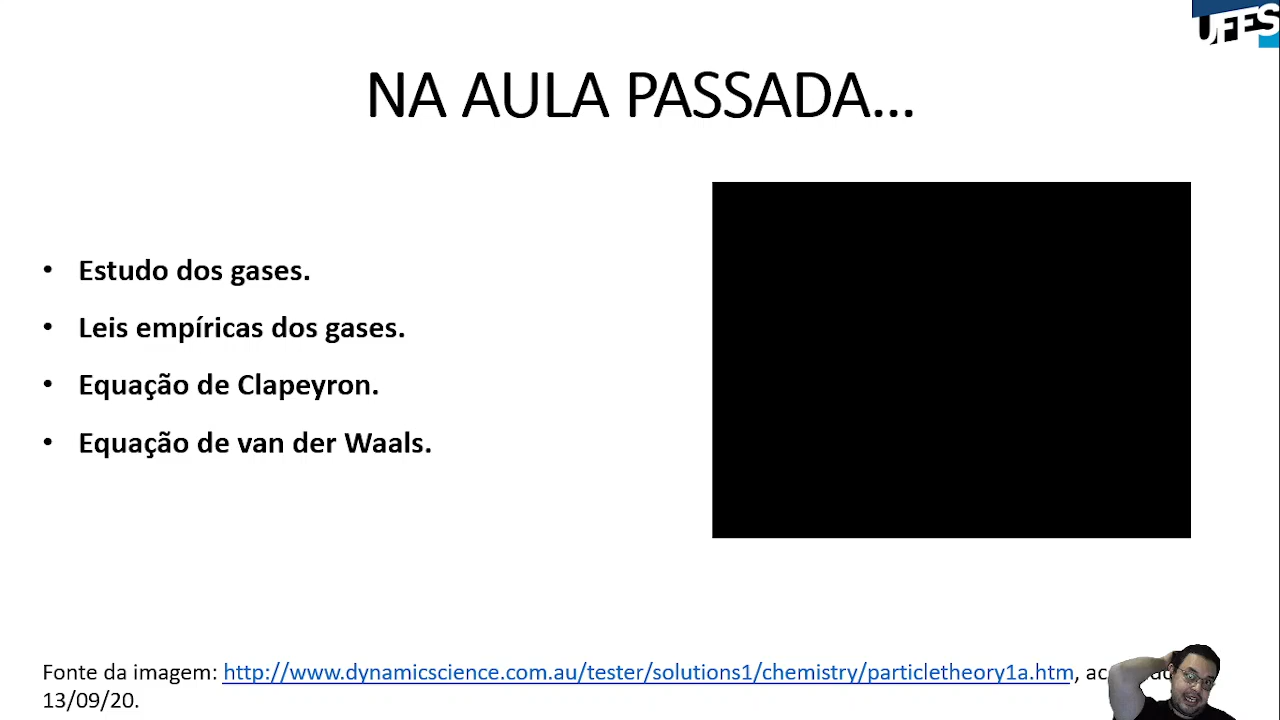 UFES
NA AULA PASSADA...
• Estudo dos gases.
• Leis empíricas dos gases.
• Equação de Clapeyron.
• Equação de van der Waals.
Fonte da imagem: http://www.dynamicscience.com.au/tester/solutions1/chemistry/particletheory1a.htm,
13/09/20.